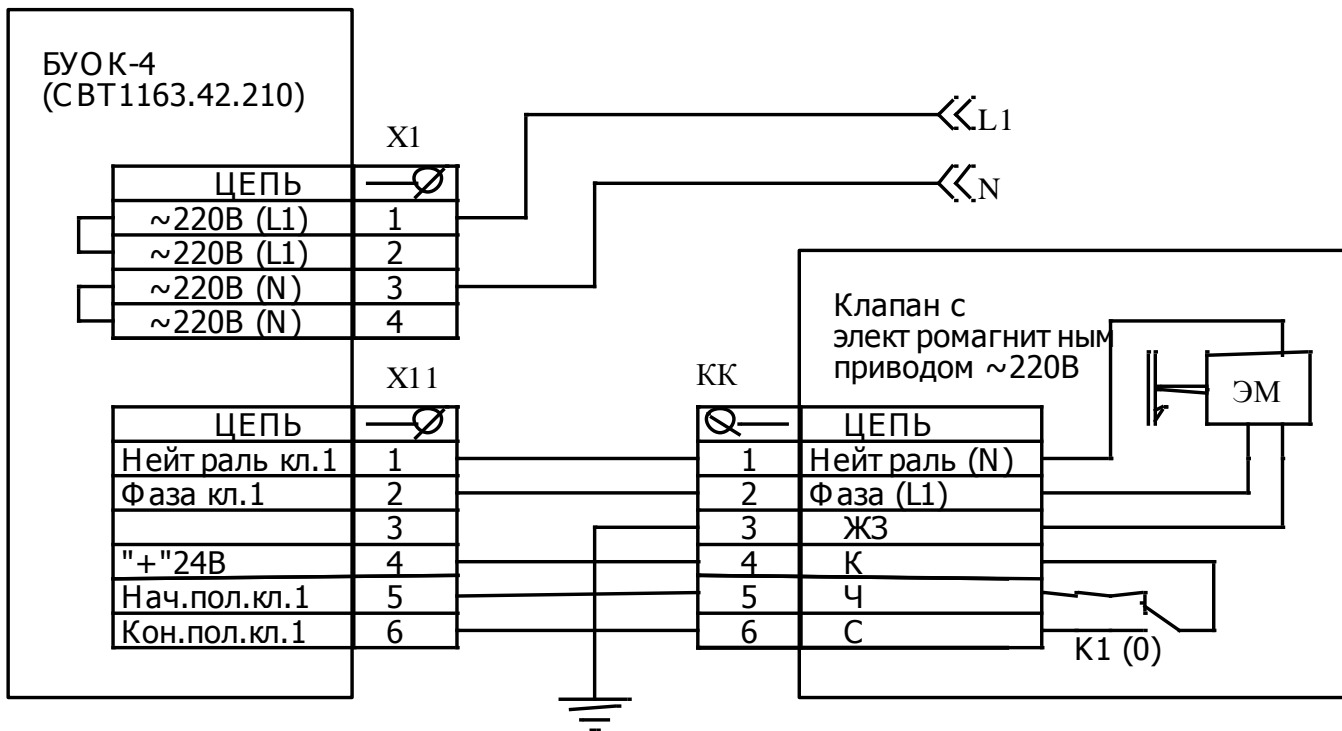 БУОК-4
(СВТ1163.42.210)
X1
L1
ЦЕПЬ
N
~220В (L1) 1
~220В (L1) 2
~220В (N) 3
~220В (N) 4
Клапан с
электромагнитным
приводом ~220В
ЭМ
X11
КК
ЦЕПЬ
ЦЕПЬ
Нейтраль кл.1 1
1 Нейтраль (N)
Фаза кл.1 2
2 Фаза (L1)
3
3 ЖЗ
"+"24В 4
4 К
Нач.пол.кл.1 5
5 Ч
Кон.пол.кл.1 6
6 С
К1 (0)